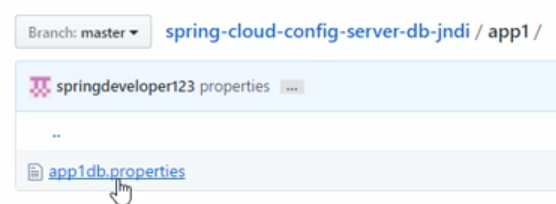 Branch: master spring-cloud-config-server-db-jndi / app1 /
springdeveloper123 properties ...
..
app1db.properties